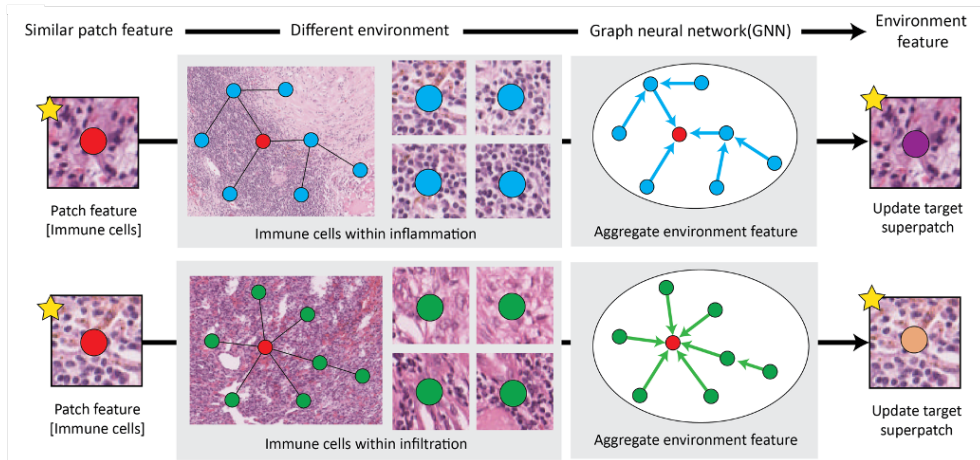 Similar patch feature
Different environment
Graph neural network(GNN)
Environment
feature
Patch feature
[Immune cells]
Immune cells within inflammation
Aggregate environment feature
Update target
superpatch
Patch feature
[Immune cells]
Immune cells within infiltration
Aggregate environment feature
Update target
superpatch